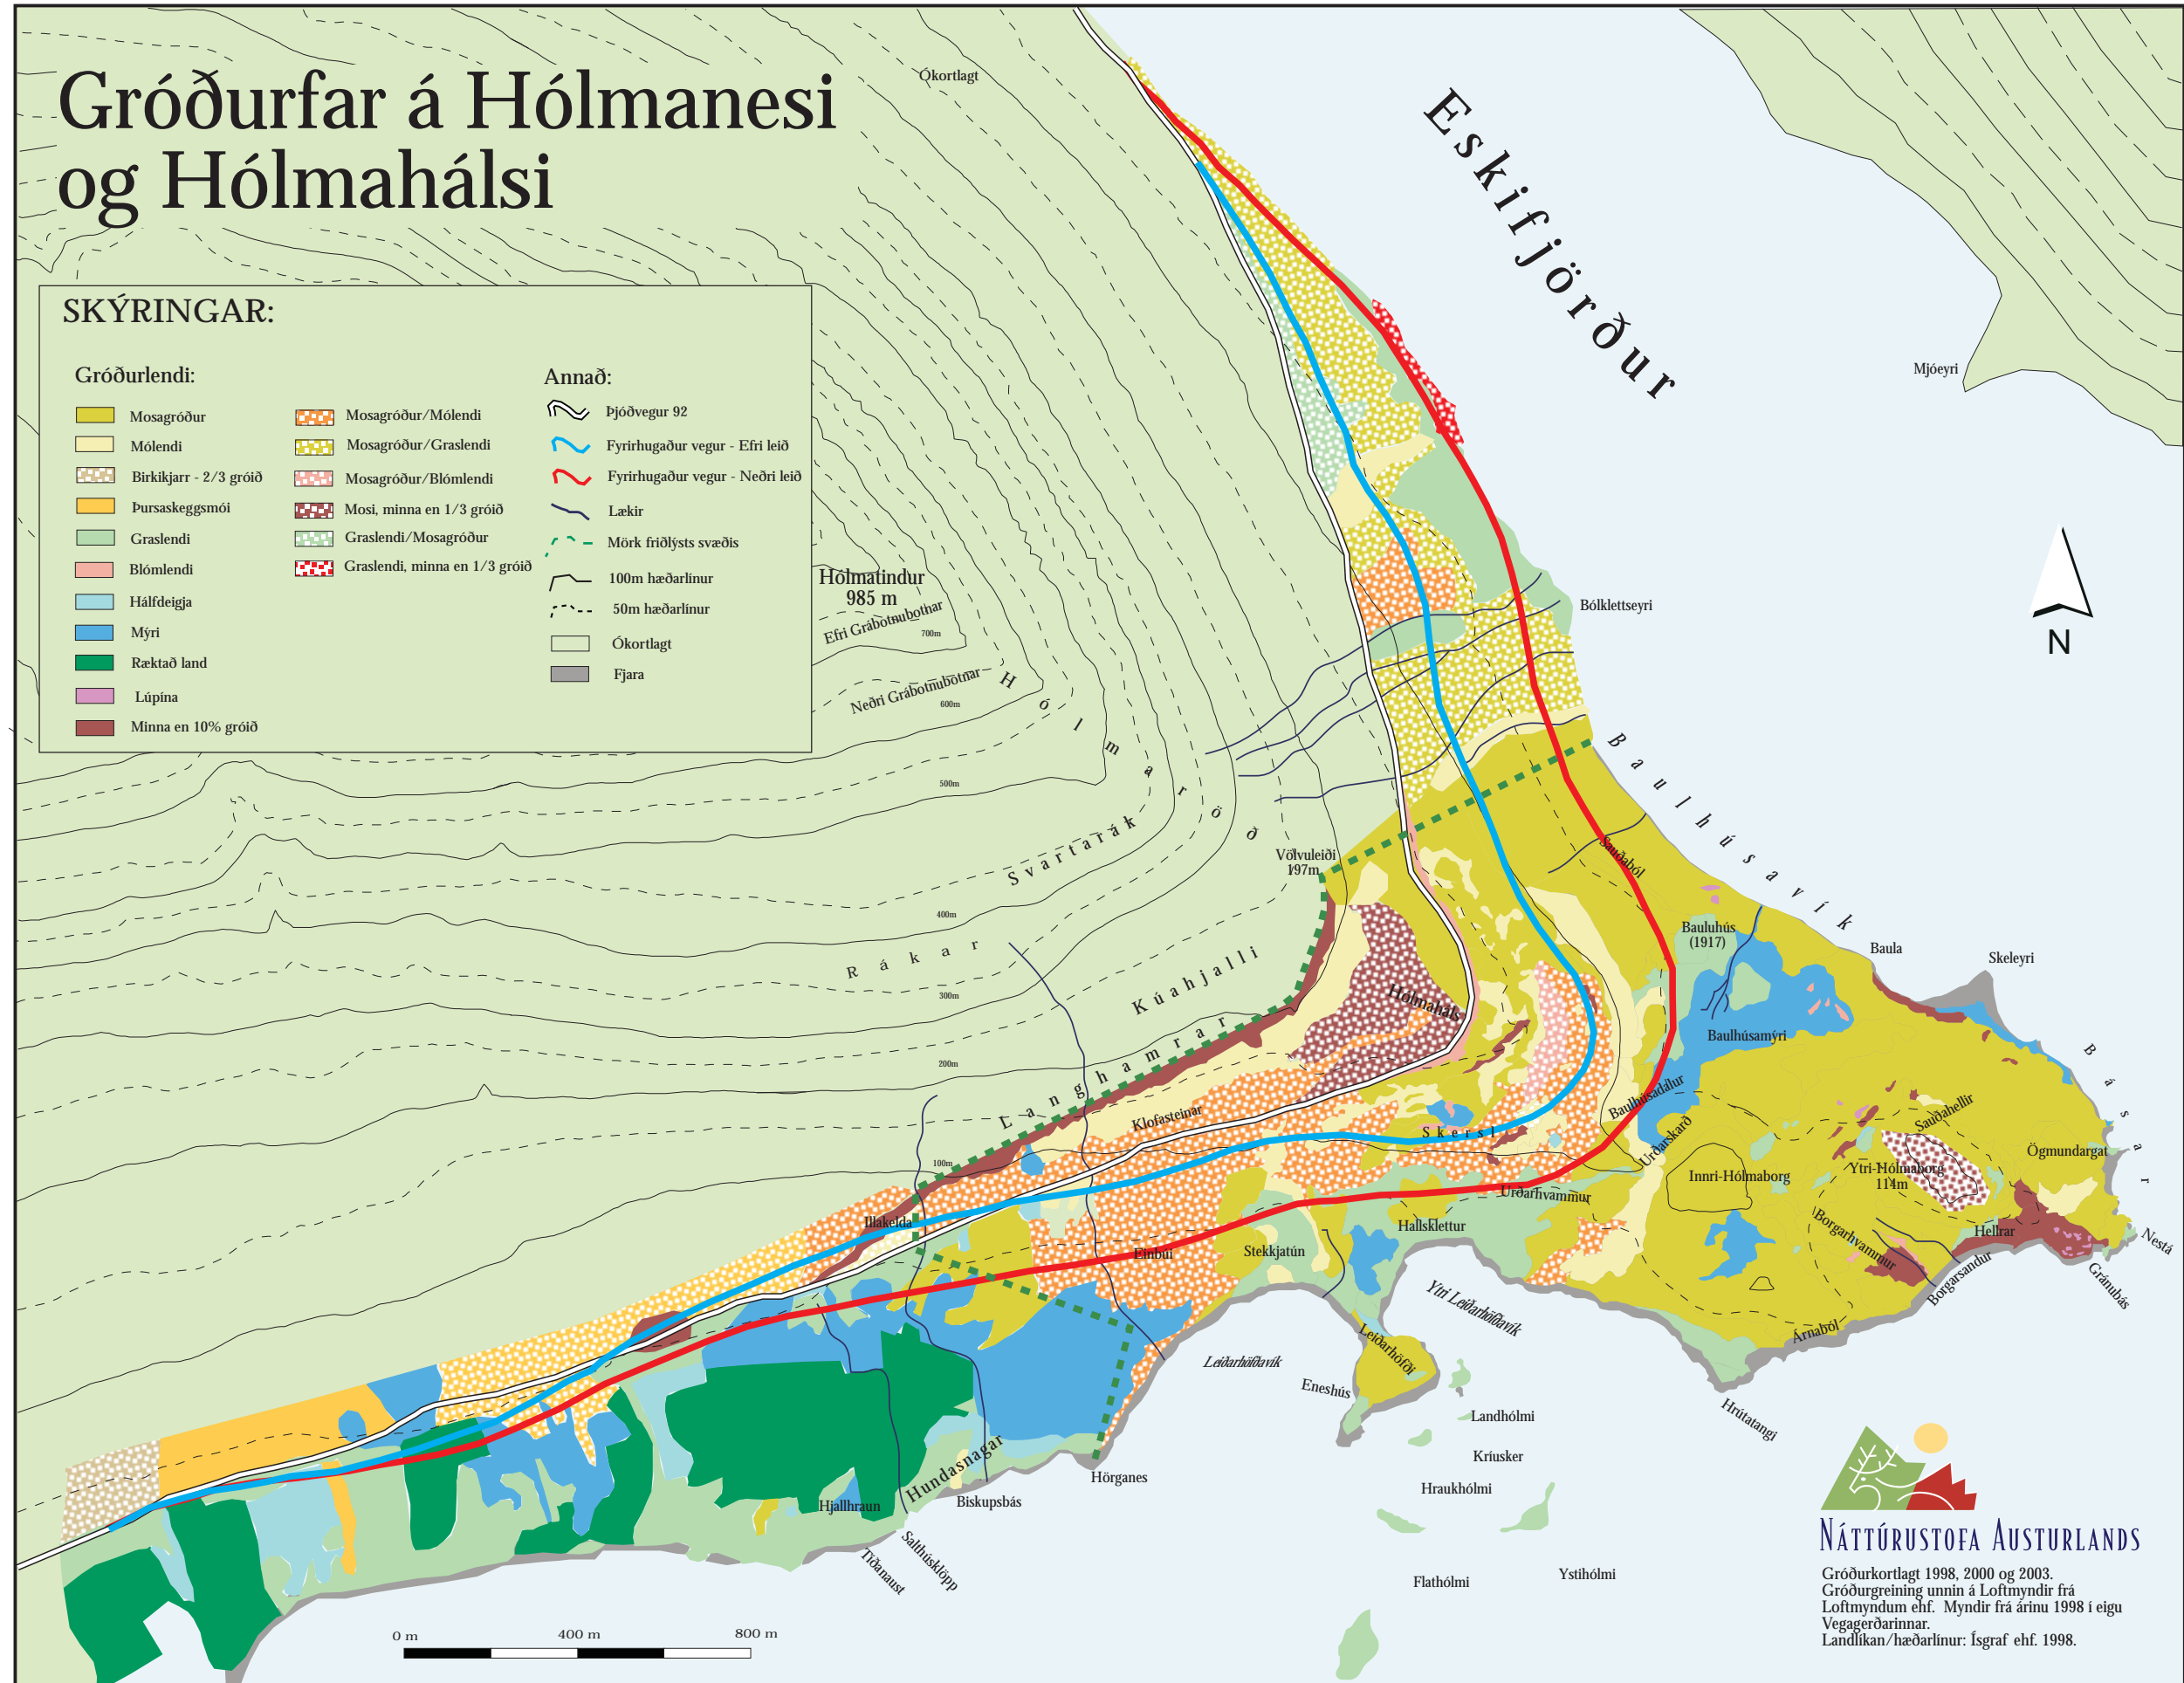 Gróðurfar á Hólmanesi
og Hólmahálsi
SKÝRINGAR:
Gróðurlendi:
Mosagróður
Mólendi
Birkikjarr - 2/3 gróið
Þursaskeggsmói
Graslendi
Blómlendi
Hálfdeigja
Mýri
Ræktað land
Lúpína
Minna en 10% gróið
Mosagróður/Mólendi
Mosagróður/Graslendi
Mosagróður/Blómlendi
Mosi, minna en 1/3 gróið
Graslendi/Mosagróður
Graslendi, minna en 1/3 gróið
Annað:
Þjóðvegur 92
Fyrirhugaður vegur - Efri leið
Fyrirhugaður vegur - Neðri leið
Lækir
Mörk friðlýsts svæðis
100m hæðarlínur
50m hæðarlínur
Ókortlagt
Fjara
Ókortlagt
Eskifjörður
Mjóeyri
N
Hólmatindur
985 m
Efri Grábotnubotnar
700m
Neðri Grábotnubotnar
600m
Hólmaröð
500m
Svartarák
400m
Rákar
300m
Kúahjalli
200m
Langhamrar
100m
Bólklettseyri
Baulhúsavík
Völvuleiði
197m
Sauðaból
Bauluhús
(1917)
Baula
Skeleyri
Hólmaháls
Baulhúsamýri
Básar
Klofasteinar
Skersl
Baulhúsadálur
Urðarskarð
Sauðahellir
Ögmundargat
Innri-Hólmaborg
Ytri-Hólmaborg
114m
Illakelda
Urðarhvammur
Hallsklettur
Borgarhvammur
Hellrar
Nestá
Einbúi
Stekkjatún
Gránubás
Borgarsandur
Ytri Leiðarhöfðavík
Árnaból
Leiðarhöfði
Leiðarhöfðavík
Eneshús
Hrútatangi
Landhólmi
Kríusker
Hraukhólmi
Hundasnagar
Hörganes
Hjallhraun
Biskupsbás
Salthúsklöpp
Tíðanaust
Flathólmi
Ystihólmi
0 m
400 m
800 m
NÁTTÚRUSTOFA AUSTURLANDS
Gróðurkortlagt 1998, 2000 og 2003.
Gróðurgreining unnin á Loftmyndir frá
Loftmyndum ehf. Myndir frá árinu 1998 í eigu
Vegagerðarinnar.
Landlíkan/hæðarlínur: Ísgraf ehf. 1998.